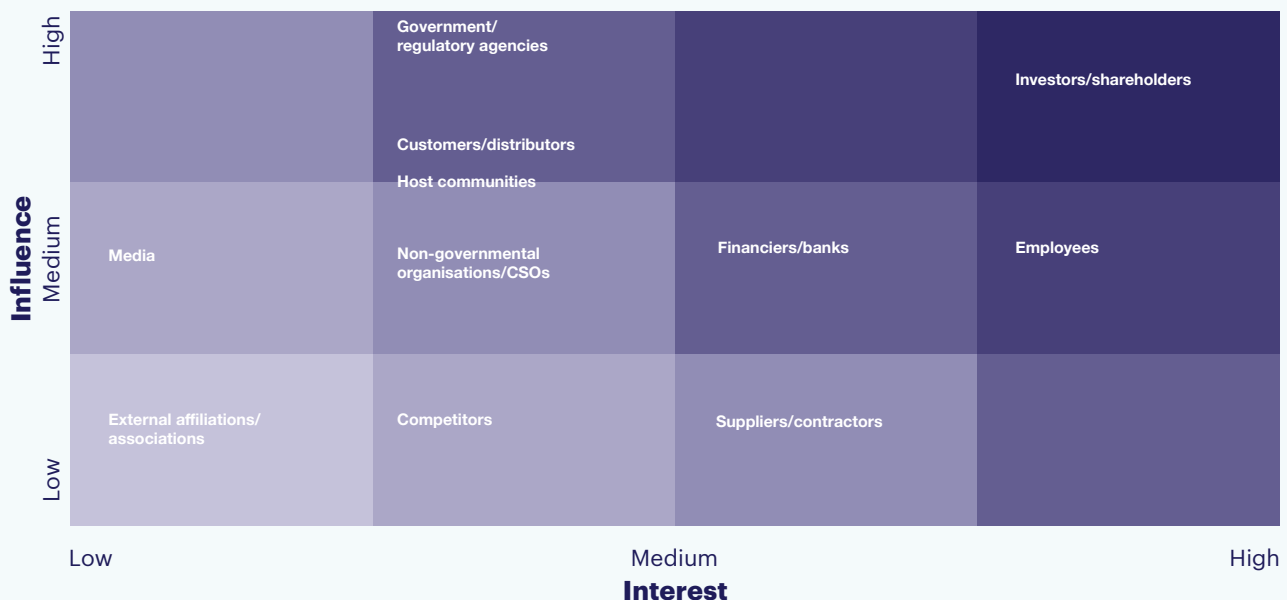 High
Government/
regulatory agencies
Investors/shareholders
Customers/distributors
Host communities
Influence
Medium
Media
Non-governmental
organisations/CSOs
Financiers/banks
Employees
External affiliations/
associations
Competitors
Suppliers/contractors
Low
Low
Medium
High
Interest